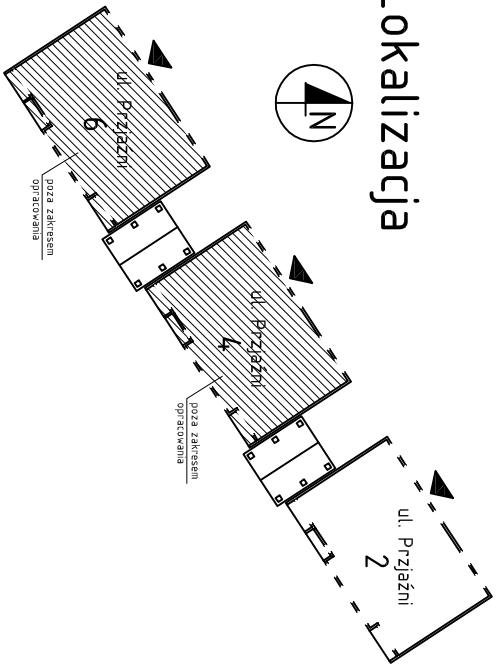 Lokalizacja
N
ul. Przjaźni
6
poza zakresem
opracowania
ul. Przjaźni
4
poza zakresem
opracowania
ul. Przjaźni
2